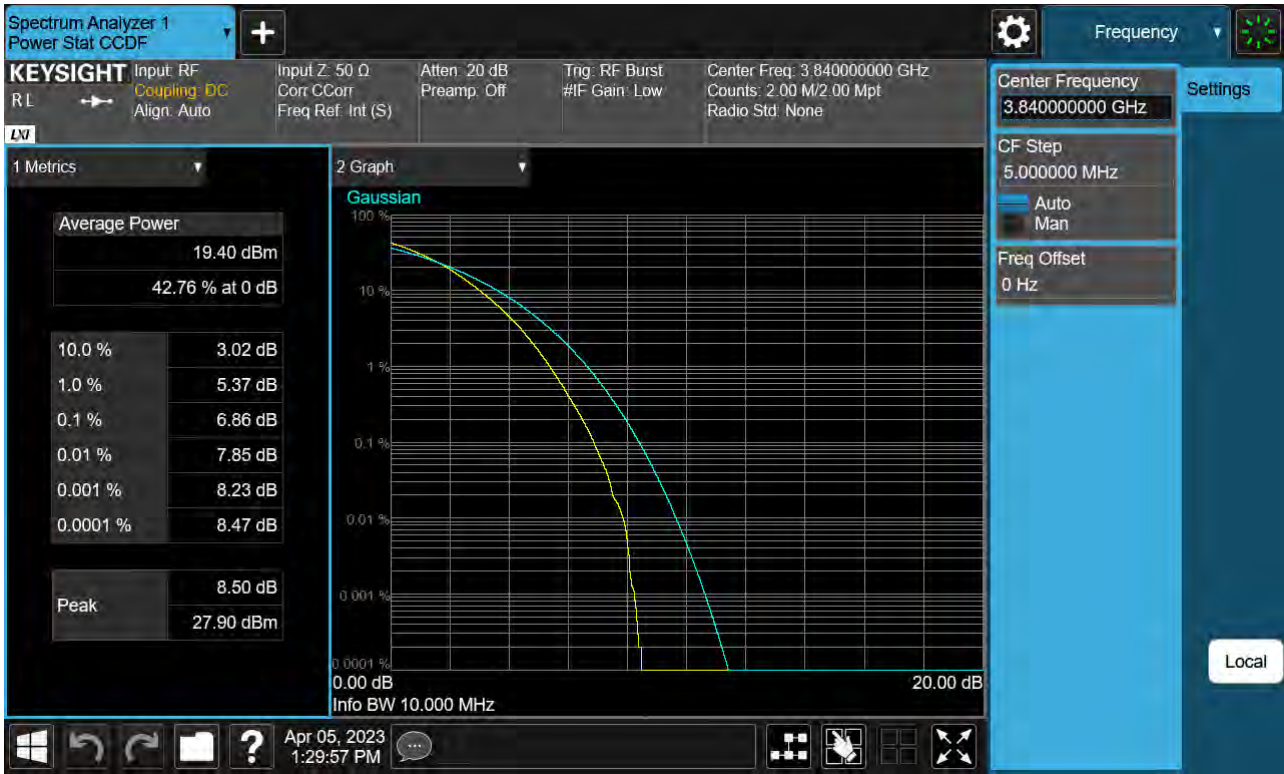 Spectrum Analyzer 1
Power Stat CCDF
+
Frequency
KEYSIGHT
RL
LXI
Input: RF
Coupling: DC
Align: Auto
Input Z: 50 Ω
Corr CCorr
Freq Ref: Int (S)
Atten: 20 dB
Preamp: Off
Trig: RF Burst
#IF Gain: Low
Center Freq: 3.840000000 GHz
Counts: 2.00 M/2.00 Mpt
Radio Std: None
Center Frequency
3.840000000 GHz
Settings
CF Step
5.000000 MHz
Auto
Man
Freq Offset
0 Hz
1 Metrics
Average Power
19.40 dBm
42.76 % at 0 dB
10.0 % 3.02 dB
1.0 % 5.37 dB
0.1 % 6.86 dB
0.01 % 7.85 dB
0.001 % 8.23 dB
0.0001 % 8.47 dB
Peak
8.50 dB
27.90 dBm
2 Graph
Gaussian
100 %
10 %
1 %
0.1 %
0.01 %
0.001 %
0.0001 %
0.00 dB 20.00 dB
Info BW 10.000 MHz
Local
?
Apr 05, 2023
1:29:57 PM